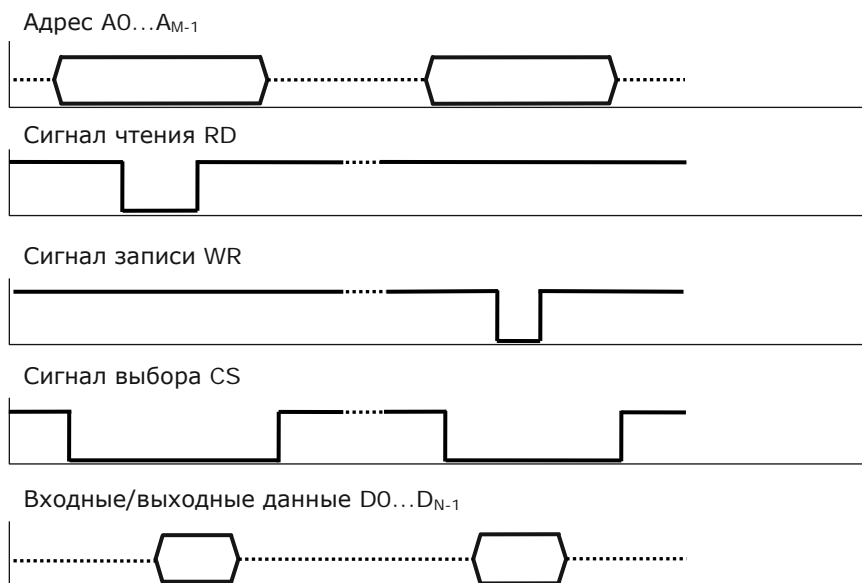 Адрес A0...AM-1
Сигнал чтения RD
Сигнал записи WR
Сигнал выбора CS
Входные/выходные данные D0...DN-1